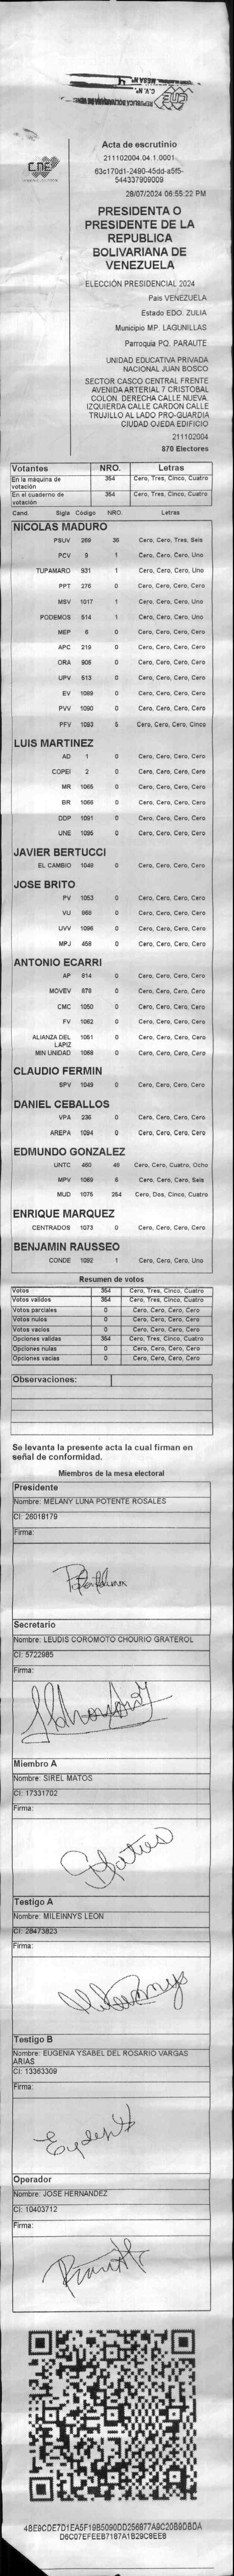 CNE
Acta de escrutinio
211102004.04.1.0001
28/07/2024 06:55:22 PM
PRESIDENTA O
PRESIDENTE DE LA
REPUBLICA
BOLIVARIANA DE
VENEZUELA
ELECCIÓN PRESIDENCIAL 2024
Pais VENEZUELA
Estado EDO. ZULIA
Municipio MP. LAGUNILLAS
Parroquia PQ. PARAUTE
UNIDAD EDUCATIVA PRIVADA
NACIONAL JUAN BOSCO
SECTOR CASCO CENTRAL FRENTE
AVENIDA ARTERIAL 7 CRISTOBAL
COLON. DERECHA CALLE JUNIN.
IZQUIERDA CALLE CARDON CALLE
TRUJILLO AL LADO PRO-GUARDIA
CIUDAD OJEDA EDIFICIO
211102004
870 Electores
Votantes NRO. Letras
En la máquina de votación 354 Cero, Tres, Cinco, Cuatro
En el cuaderno de votación 354 Cero, Tres, Cinco, Cuatro
Cand. Sigla Código NRO. Letras
NICOLAS MADURO
PSUV 268 36 Cero, Cero, Tres, Seis
PCV 9 1 Cero, Cero, Cero, Uno
TUPAMARO 931 1 Cero, Cero, Cero, Uno
PPT 276 0 Cero, Cero, Cero, Cero
MSV 1017 1 Cero, Cero, Cero, Uno
PODEMOS 514 1 Cero, Cero, Cero, Uno
MEP 6 0 Cero, Cero, Cero, Cero
APC 219 0 Cero, Cero, Cero, Cero
ORA 906 0 Cero, Cero, Cero, Cero
UPV 613 0 Cero, Cero, Cero, Cero
EV 1089 0 Cero, Cero, Cero, Cero
PVV 1090 0 Cero, Cero, Cero, Cero
PFV 1093 5 Cero, Cero, Cero, Cinco
LUIS MARTINEZ
AD 1 0 Cero, Cero, Cero, Cero
COPEI 2 0 Cero, Cero, Cero, Cero
MR 1065 0 Cero, Cero, Cero, Cero
BR 1066 0 Cero, Cero, Cero, Cero
DDP 1091 0 Cero, Cero, Cero, Cero
UNE 1095 0 Cero, Cero, Cero, Cero
JAVIER BERTUCCI
EL CAMBIO 1048 0 Cero, Cero, Cero, Cero
JOSE BRITO
PV 1053 0 Cero, Cero, Cero, Cero
VU 868 0 Cero, Cero, Cero, Cero
UVV 1096 0 Cero, Cero, Cero, Cero
MPJ 458 0 Cero, Cero, Cero, Cero
ANTONIO ECARRI
AP 814 0 Cero, Cero, Cero, Cero
MOVEV 878 0 Cero, Cero, Cero, Cero
CMC 1050 0 Cero, Cero, Cero, Cero
FV 1062 0 Cero, Cero, Cero, Cero
ALIANZA DEL LAPIZ 1051 0 Cero, Cero, Cero, Cero
MIN UNIDAD 1068 0 Cero, Cero, Cero, Cero
CLAUDIO FERMIN
SPV 1049 0 Cero, Cero, Cero, Cero
DANIEL CEBALLOS
VPA 236 0 Cero, Cero, Cero, Cero
AREPA 1094 0 Cero, Cero, Cero, Cero
EDMUNDO GONZALEZ
UNTC 460 48 Cero, Cero, Cuatro, Ocho
MPV 1069 6 Cero, Cero, Cero, Seis
MUD 1075 254 Cero, Dos, Cinco, Cuatro
ENRIQUE MARQUEZ
CENTRADOS 1073 0 Cero, Cero, Cero, Cero
BENJAMIN RAUSSEO
CONDE 1092 1 Cero, Cero, Cero, Uno
Resumen de votos
Votos 354 Cero, Tres, Cinco, Cuatro
Votos validos 354 Cero, Tres, Cinco, Cuatro
Votos parciales 0 Cero, Cero, Cero, Cero
Votos nulos 0 Cero, Cero, Cero, Cero
Votos vacios 0 Cero, Cero, Cero, Cero
Opciones validas 354 Cero, Tres, Cinco, Cuatro
Opciones nulas 0 Cero, Cero, Cero, Cero
Opciones vacias 0 Cero, Cero, Cero, Cero
Observaciones:
Se levanta la presente acta la cual firman en
señal de conformidad.
Miembros de la mesa electoral
Presidente
Nombre: MELANY LUNA POTENTE ROSALES
CI: 26018179
Firma:
Secretario
Nombre: LEUDIS COROMOTO CHOURIO GRATEROL
CI: 5722985
Firma:
Miembro A
Nombre: SIREL MATOS
CI: 17331702
Firma:
Testigo A
Nombre: MILEINNYS LEON
CI: 28473823
Firma:
Testigo B
Nombre: EUGENIA YSABEL DEL ROSARIO VARGAS
ARIAS
CI: 13363309
Firma:
Operador
Nombre: JOSE HERNANDEZ
CI: 10403712
Firma: